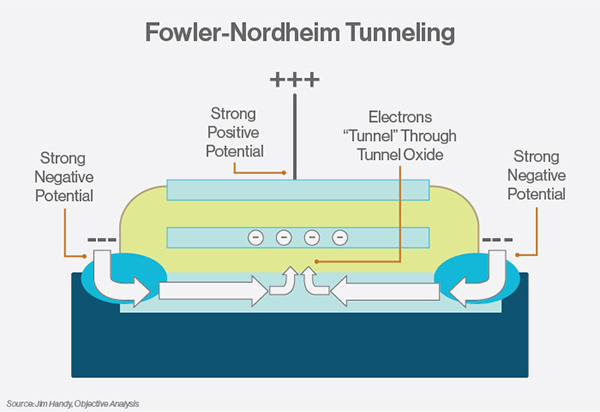 Fowler-Nordheim Tunneling
+++
Strong
Positive
Potential
Electrons
“Tunnel” Through
Tunnel Oxide
Strong
Negative
Potential
Strong
Negative
Potential
---
---
- - - -
Source: Jim Handy, Objective Analysis